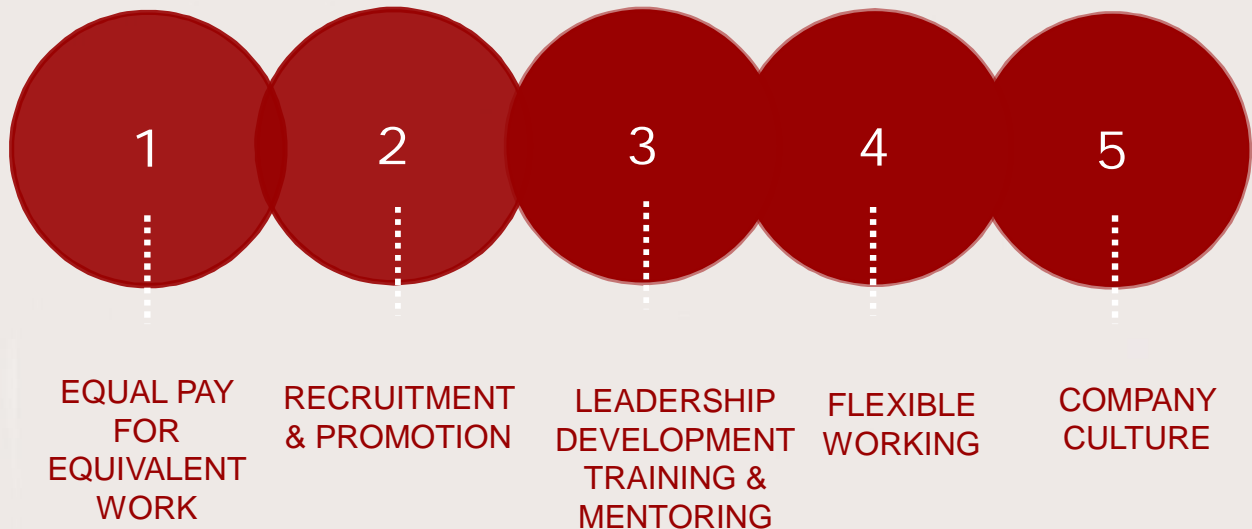 1
2
3
4
5
EQUAL PAY
FOR
EQUIVALENT
WORK
RECRUITMENT
& PROMOTION
LEADERSHIP
DEVELOPMENT
TRAINING &
MENTORING
FLEXIBLE
WORKING
COMPANY
CULTURE